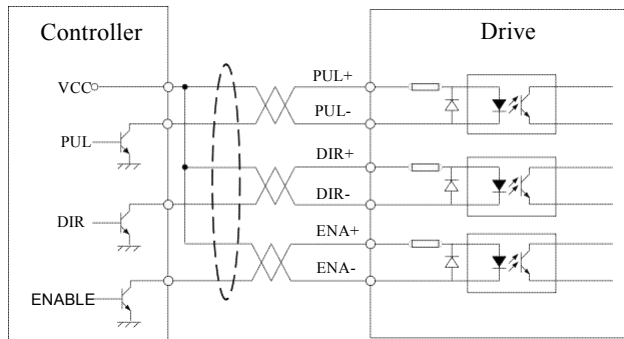 Controller
Drive
VCC
PUL+
PUL-
PUL
DIR+
DIR-
DIR
ENA+
ENA-
ENABLE